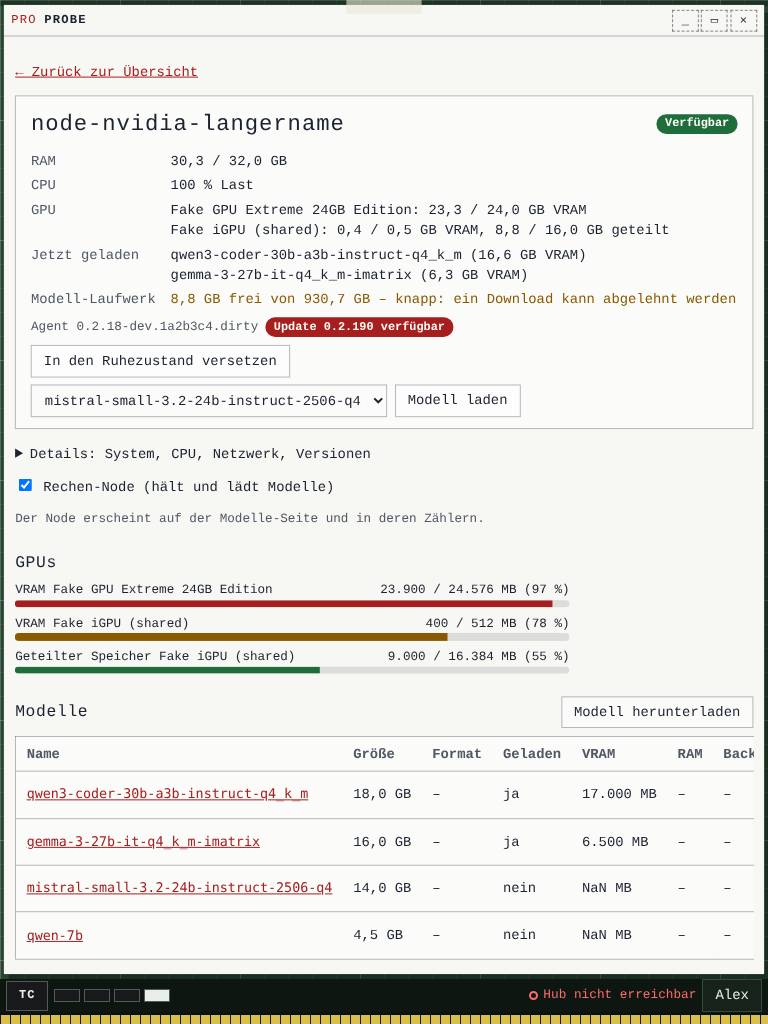 PRO PROBE
_ ▭ ×
← Zurück zur Übersicht
node-nvidia-langername Verfügbar
RAM 30,3 / 32,0 GB
CPU 100 % Last
GPU Fake GPU Extreme 24GB Edition: 23,3 / 24,0 GB VRAM
Fake iGPU (shared): 0,4 / 0,5 GB VRAM, 8,8 / 16,0 GB geteilt
Jetzt geladen qwen3-coder-30b-a3b-instruct-q4_k_m (16,6 GB VRAM)
gemma-3-27b-it-q4_k_m-imatrix (6,3 GB VRAM)
Modell-Laufwerk 8,8 GB frei von 930,7 GB – knapp: ein Download kann abgelehnt werden
Agent 0.2.18-dev.1a2b3c4.dirty Update 0.2.190 verfügbar
In den Ruhezustand versetzen
mistral-small-3.2-24b-instruct-2506-q4 Modell laden
Details: System, CPU, Netzwerk, Versionen
Rechen-Node (hält und lädt Modelle)
Der Node erscheint auf der Modelle-Seite und in deren Zählern.
GPUs
VRAM Fake GPU Extreme 24GB Edition 23.900 / 24.576 MB (97 %)
VRAM Fake iGPU (shared) 400 / 512 MB (78 %)
Geteilter Speicher Fake iGPU (shared) 9.000 / 16.384 MB (55 %)
Modelle Modell herunterladen
Name Größe Format Geladen VRAM RAM Back
qwen3-coder-30b-a3b-instruct-q4_k_m 18,0 GB – ja 17.000 MB – –
gemma-3-27b-it-q4_k_m-imatrix 16,0 GB – ja 6.500 MB – –
mistral-small-3.2-24b-instruct-2506-q4 14,0 GB – nein NaN MB – –
qwen-7b 4,5 GB – nein NaN MB – –
TC Hub nicht erreichbar Alex